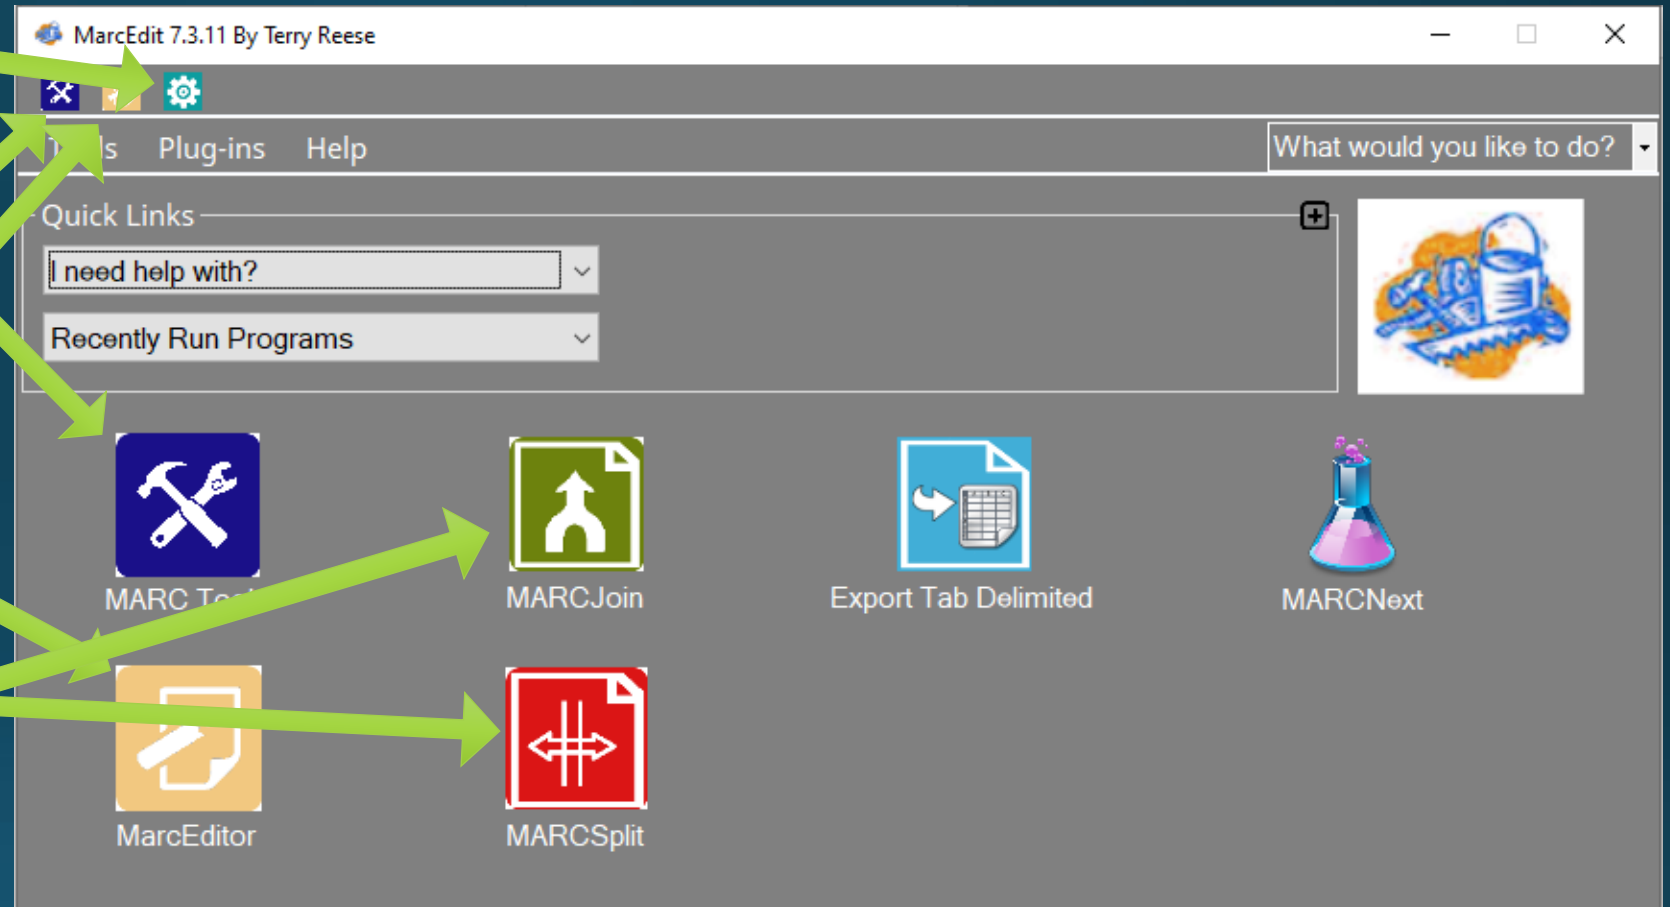 MarcEdit 7.3.11 By Terry Reese
Plug-ins Help What would you like to do?
Quick Links
I need help with?
Recently Run Programs
MARC MARCJoin Export Tab Delimited MARCNext
MarcEditor MARCSplit